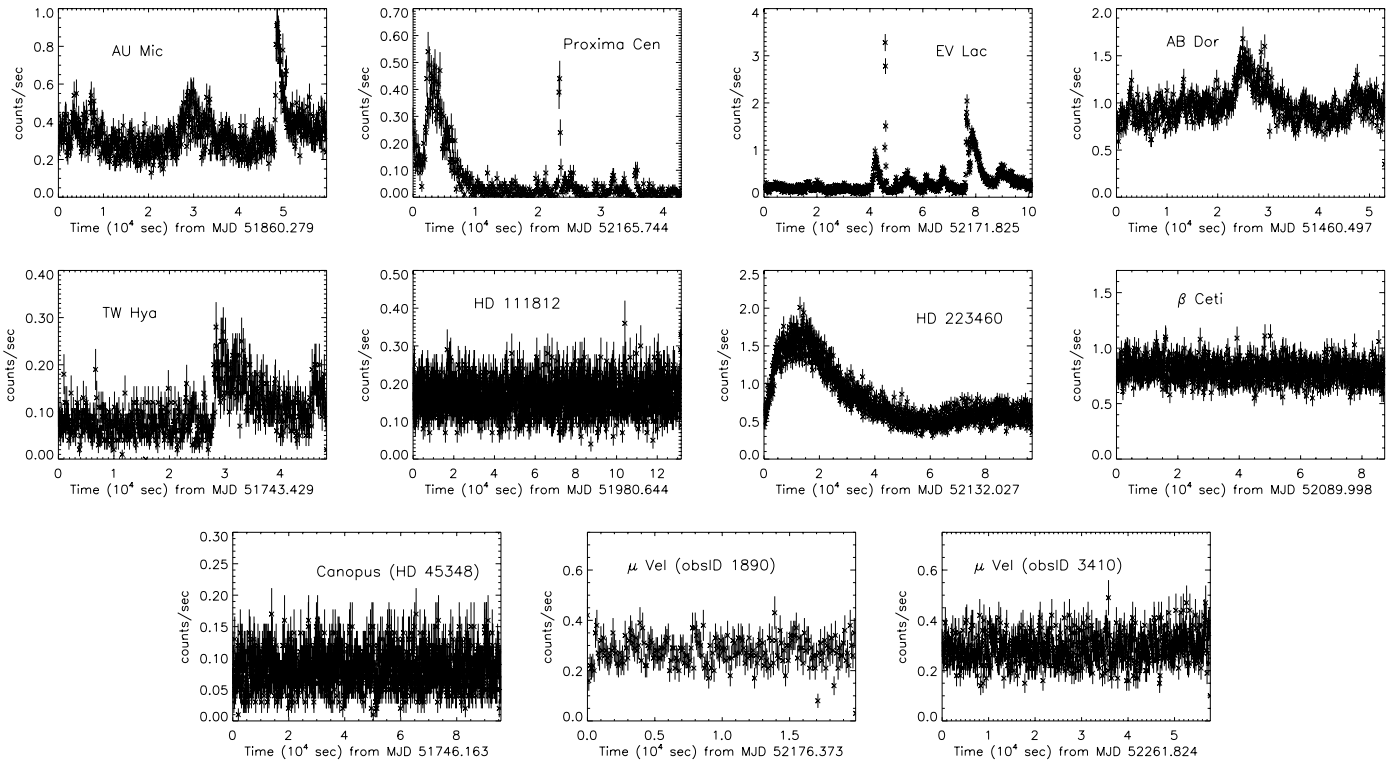 1.0
0.8
0.6
0.4
0.2
0.0
counts/sec
AU Mic
0 1 2 3 4 5
Time (10⁴ sec) from MJD 51860.279
0.70
0.60
0.50
0.40
0.30
0.20
0.10
0.00
counts/sec
Proxima Cen
0 1 2 3 4
Time (10⁴ sec) from MJD 52165.744
4
3
2
1
0
counts/sec
EV Lac
0 2 4 6 8 10
Time (10⁴ sec) from MJD 52171.825
2.0
1.5
1.0
0.5
0.0
counts/sec
AB Dor
0 1 2 3 4 5
Time (10⁴ sec) from MJD 51460.497
0.40
0.30
0.20
0.10
0.00
counts/sec
TW Hya
0 1 2 3 4
Time (10⁴ sec) from MJD 51743.429
0.50
0.40
0.30
0.20
0.10
0.00
counts/sec
HD 111812
0 2 4 6 8 10 12
Time (10⁴ sec) from MJD 51980.644
2.5
2.0
1.5
1.0
0.5
0.0
counts/sec
HD 223460
0 2 4 6 8
Time (10⁴ sec) from MJD 52132.027
1.5
1.0
0.5
0.0
counts/sec
β Ceti
0 2 4 6 8
Time (10⁴ sec) from MJD 52089.998
0.30
0.25
0.20
0.15
0.10
0.05
0.00
counts/sec
Canopus (HD 45348)
0 2 4 6 8
Time (10⁴ sec) from MJD 51746.163
0.6
0.4
0.2
0.0
counts/sec
μ Vel (obsID 1890)
0.0 0.5 1.0 1.5
Time (10⁴ sec) from MJD 52176.373
0.6
0.4
0.2
0.0
counts/sec
μ Vel (obsID 3410)
0 1 2 3 4 5
Time (10⁴ sec) from MJD 52261.824